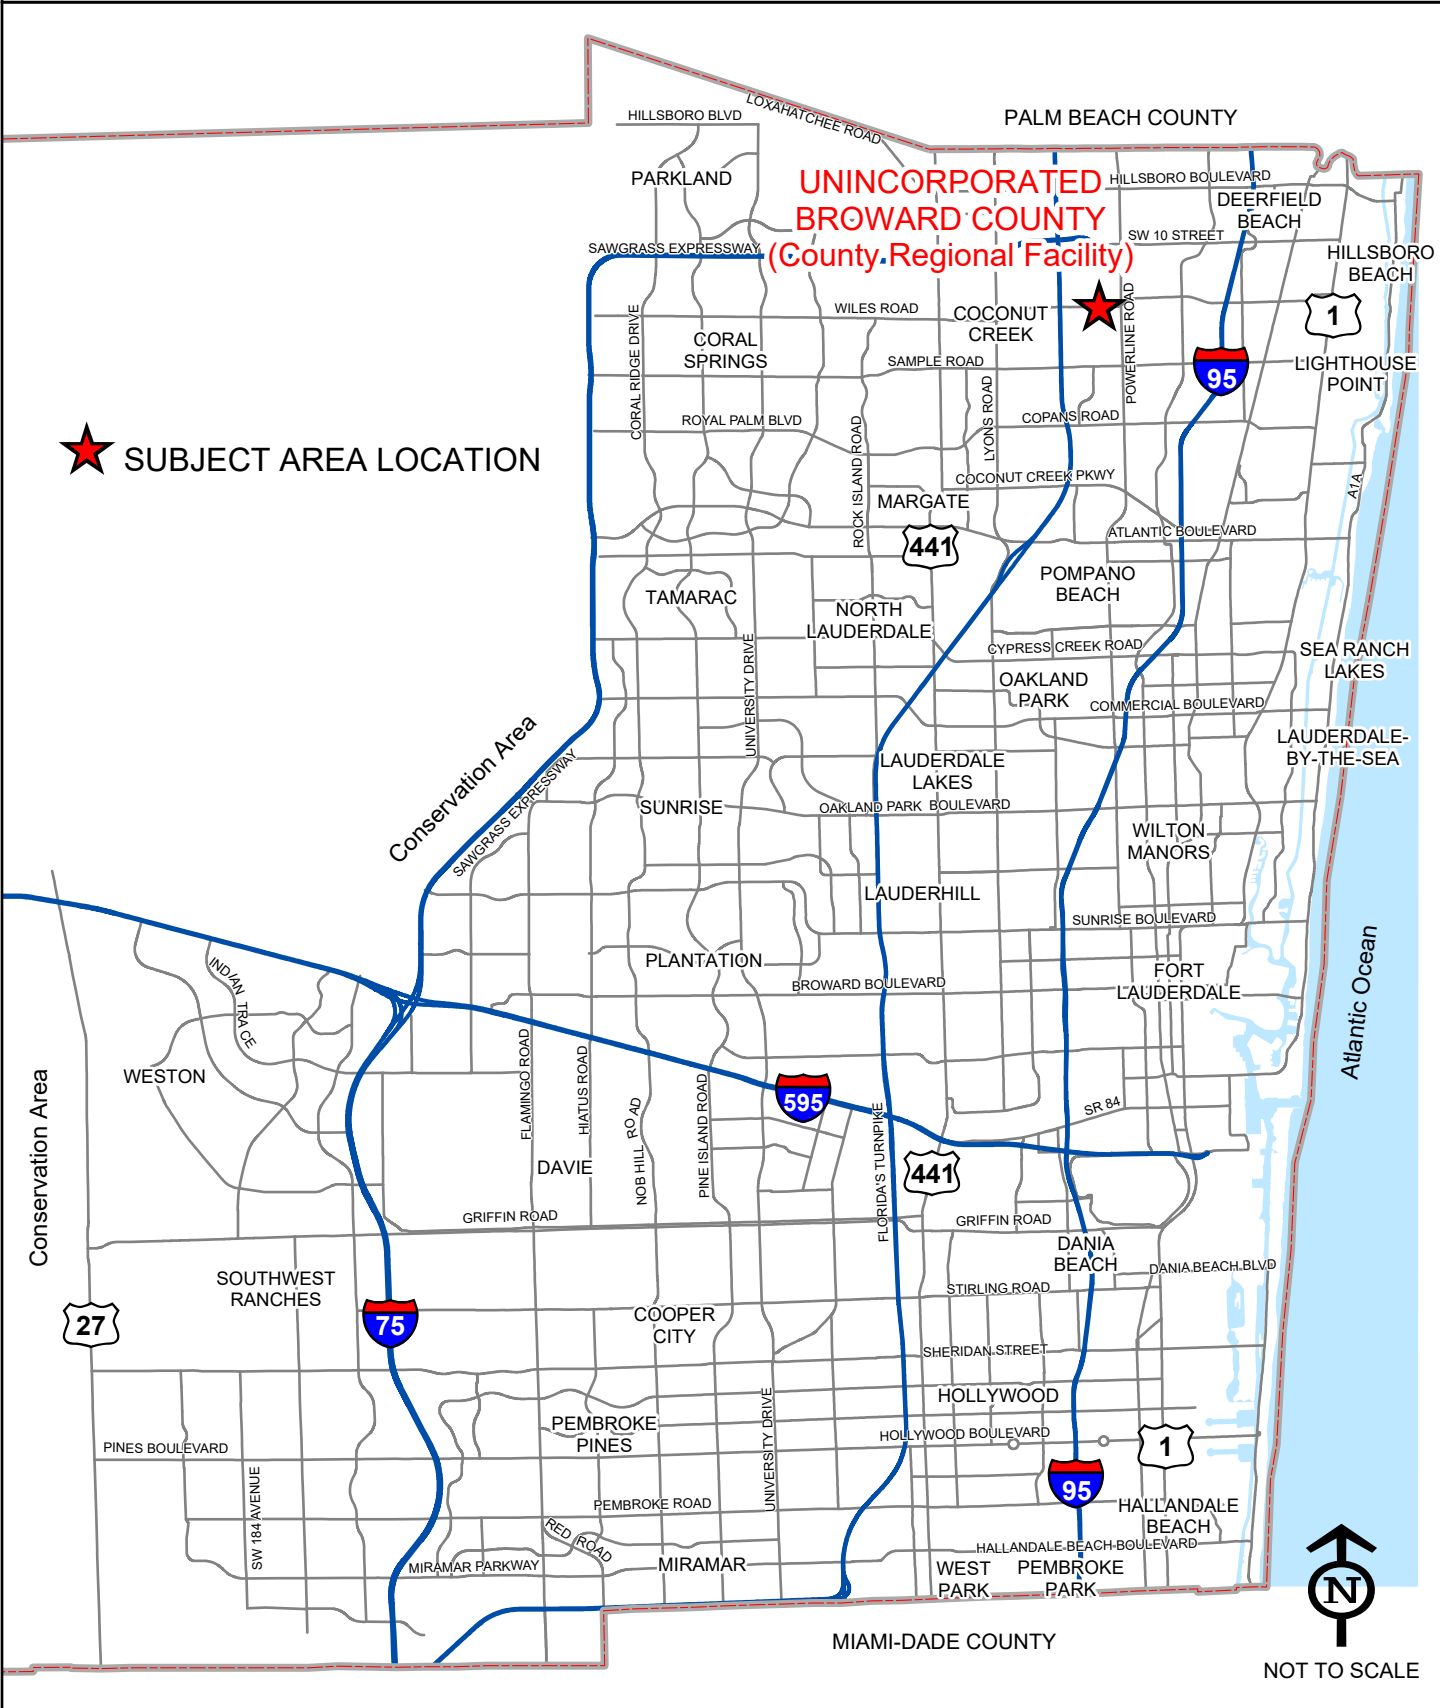 LOXAHATCHEE ROAD
HILLSBORO BLVD
PALM BEACH COUNTY
PARKLAND
UNINCORPORATED
BROWARD COUNTY
(County Regional Facility)
HILLSBORO BOULEVARD
DEERFIELD
BEACH
SW 10 STREET
SAWGRASS EXPRESSWAY
HILLSBORO
BEACH
WILES ROAD
COCONUT
CREEK
1
CORAL RIDGE DRIVE
CORAL
SPRINGS
POWERLINE ROAD
SAMPLE ROAD
95
LIGHTHOUSE
POINT
LYONS ROAD
ROYAL PALM BLVD
COPANS ROAD
ROCK ISLAND ROAD
SUBJECT AREA LOCATION
COCONUT CREEK PKWY
A1A
MARGATE
441
ATLANTIC BOULEVARD
POMPANO
BEACH
TAMARAC
NORTH
LAUDERDALE
UNIVERSITY DRIVE
CYPRESS CREEK ROAD
SEA RANCH
LAKES
OAKLAND
PARK
COMMERCIAL BOULEVARD
LAUDERDALE-
BY-THE-SEA
Conservation Area
SAWGRASS EXPRESSWAY
LAUDERDALE
LAKES
SUNRISE
OAKLAND PARK BOULEVARD
WILTON
MANORS
LAUDERHILL
SUNRISE BOULEVARD
PLANTATION
BROWARD BOULEVARD
FORT
LAUDERDALE
Atlantic Ocean
INDIAN TRACE
WESTON
Conservation Area
FLAMINGO ROAD
HIATUS ROAD
NOB HILL ROAD
PINE ISLAND ROAD
595
FLORIDA'S TURNPIKE
SR 84
DAVIE
441
GRIFFIN ROAD
GRIFFIN ROAD
DANIA
BEACH
DANIA BEACH BLVD
SOUTHWEST
RANCHES
STIRLING ROAD
27
75
COOPER
CITY
SHERIDAN STREET
HOLLYWOOD
UNIVERSITY DRIVE
PEMBROKE
PINES
HOLLYWOOD BOULEVARD
1
PINES BOULEVARD
SW 184 AVENUE
95
PEMBROKE ROAD
HALLANDALE
BEACH
RED ROAD
HALLANDALE BEACH BOULEVARD
MIRAMAR PARKWAY
MIRAMAR
WEST
PARK
PEMBROKE
PARK
N
MIAMI-DADE COUNTY
NOT TO SCALE